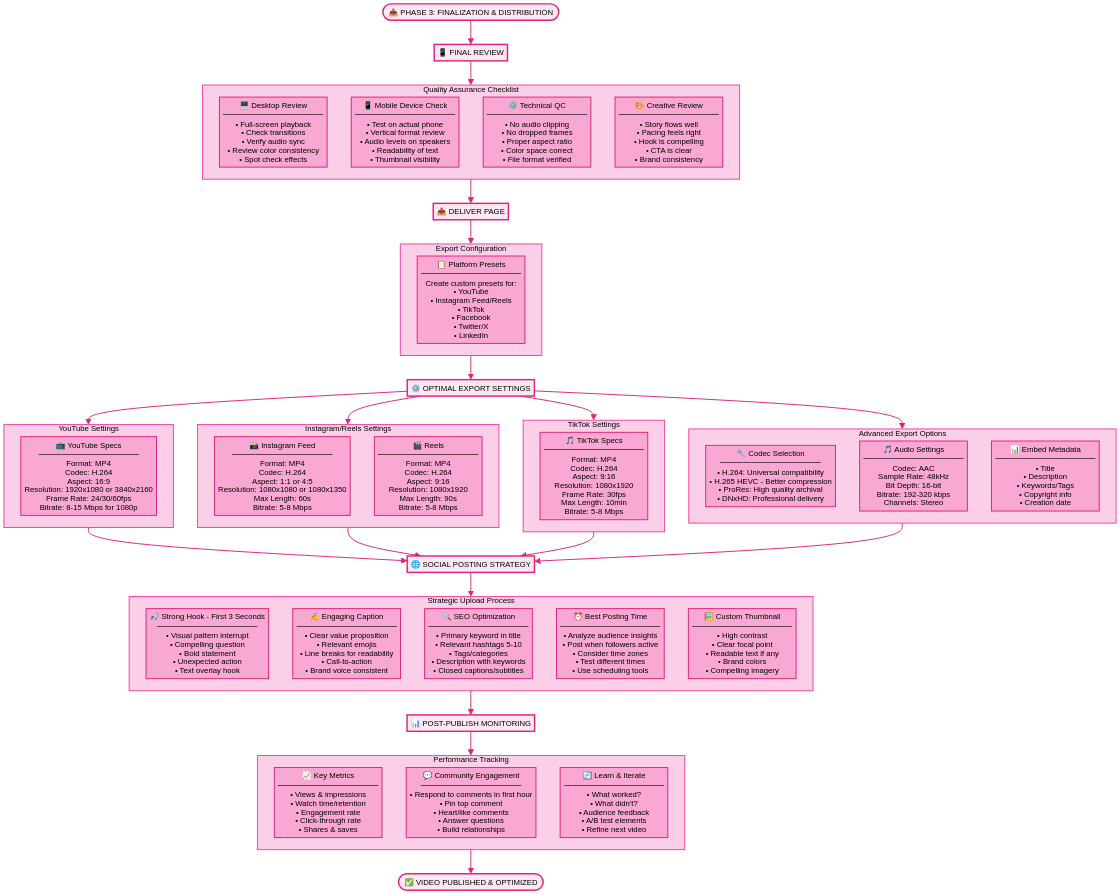 📤 PHASE 3: FINALIZATION & DISTRIBUTION
📱 FINAL REVIEW
Quality Assurance Checklist
🖥️ Desktop Review
• Full-screen playback
• Check transitions
• Verify audio sync
• Review color consistency
• Spot check effects
📱 Mobile Device Check
• Test on actual phone
• Vertical format review
• Audio levels on speakers
• Readability of text
• Thumbnail visibility
⚙️ Technical QC
• No audio clipping
• No dropped frames
• Proper aspect ratio
• Color space correct
• File format verified
🎨 Creative Review
• Story flows well
• Pacing feels right
• Hook is compelling
• CTA is clear
• Brand consistency
📤 DELIVER PAGE
Export Configuration
📋 Platform Presets
Create custom presets for:
• YouTube
• Instagram Feed/Reels
• TikTok
• Facebook
• Twitter/X
• LinkedIn
⚙️ OPTIMAL EXPORT SETTINGS
YouTube Settings
📺 YouTube Specs
Format: MP4
Codec: H.264
Aspect: 16:9
Resolution: 1920x1080 or 3840x2160
Frame Rate: 24/30/60fps
Bitrate: 8-15 Mbps for 1080p
Instagram/Reels Settings
📸 Instagram Feed
Format: MP4
Codec: H.264
Aspect: 1:1 or 4:5
Resolution: 1080x1080 or 1080x1350
Max Length: 60s
Bitrate: 5-8 Mbps
🎬 Reels
Format: MP4
Codec: H.264
Aspect: 9:16
Resolution: 1080x1920
Max Length: 90s
Bitrate: 5-8 Mbps
TikTok Settings
🎵 TikTok Specs
Format: MP4
Codec: H.264
Aspect: 9:16
Resolution: 1080x1920
Frame Rate: 30fps
Max Length: 10min
Bitrate: 5-8 Mbps
Advanced Export Options
🔧 Codec Selection
• H.264: Universal compatibility
• H.265 HEVC - Better compression
• ProRes: High quality archival
• DNxHD: Professional delivery
🎵 Audio Settings
Codec: AAC
Sample Rate: 48kHz
Bit Depth: 16-bit
Bitrate: 192-320 kbps
Channels: Stereo
📊 Embed Metadata
• Title
• Description
• Keywords/Tags
• Copyright info
• Creation date
🌐 SOCIAL POSTING STRATEGY
Strategic Upload Process
🎣 Strong Hook - First 3 Seconds
• Visual pattern interrupt
• Compelling question
• Bold statement
• Unexpected action
• Text overlay hook
✍️ Engaging Caption
• Clear value proposition
• Relevant emojis
• Line breaks for readability
• Call-to-action
• Brand voice consistent
🔍 SEO Optimization
• Primary keyword in title
• Relevant hashtags 5-10
• Tags/categories
• Description with keywords
• Closed captions/subtitles
⏰ Best Posting Time
• Analyze audience insights
• Post when followers active
• Consider time zones
• Test different times
• Use scheduling tools
🖼️ Custom Thumbnail
• High contrast
• Clear focal point
• Readable text if any
• Brand colors
• Compelling imagery
📊 POST-PUBLISH MONITORING
Performance Tracking
📈 Key Metrics
• Views & impressions
• Watch time/retention
• Engagement rate
• Click-through rate
• Shares & saves
💬 Community Engagement
• Respond to comments in first hour
• Pin top comment
• Heart/like comments
• Answer questions
• Build relationships
🔄 Learn & Iterate
• What worked?
• What didn't?
• Audience feedback
• A/B test elements
• Refine next video
✅ VIDEO PUBLISHED & OPTIMIZED